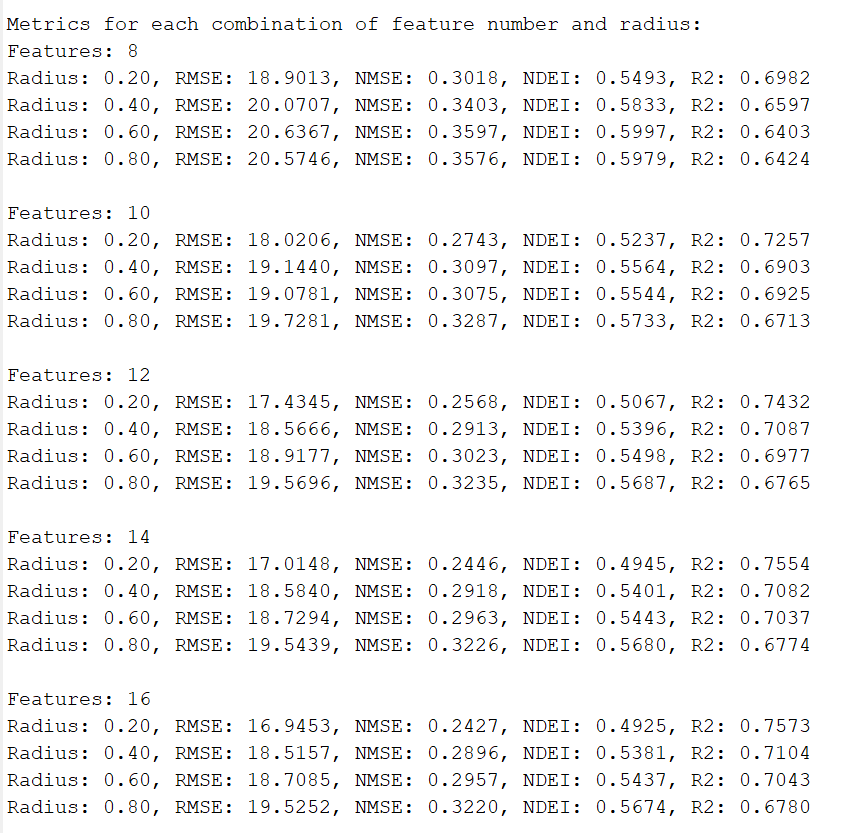 Metrics for each combination of feature number and radius:
Features: 8
Radius: 0.20, RMSE: 18.9013, NMSE: 0.3018, NDEI: 0.5493, R2: 0.6982
Radius: 0.40, RMSE: 20.0707, NMSE: 0.3403, NDEI: 0.5833, R2: 0.6597
Radius: 0.60, RMSE: 20.6367, NMSE: 0.3597, NDEI: 0.5997, R2: 0.6403
Radius: 0.80, RMSE: 20.5746, NMSE: 0.3576, NDEI: 0.5979, R2: 0.6424
Features: 10
Radius: 0.20, RMSE: 18.0206, NMSE: 0.2743, NDEI: 0.5237, R2: 0.7257
Radius: 0.40, RMSE: 19.1440, NMSE: 0.3097, NDEI: 0.5564, R2: 0.6903
Radius: 0.60, RMSE: 19.0781, NMSE: 0.3075, NDEI: 0.5544, R2: 0.6925
Radius: 0.80, RMSE: 19.7281, NMSE: 0.3287, NDEI: 0.5733, R2: 0.6713
Features: 12
Radius: 0.20, RMSE: 17.4345, NMSE: 0.2568, NDEI: 0.5067, R2: 0.7432
Radius: 0.40, RMSE: 18.5666, NMSE: 0.2913, NDEI: 0.5396, R2: 0.7087
Radius: 0.60, RMSE: 18.9177, NMSE: 0.3023, NDEI: 0.5498, R2: 0.6977
Radius: 0.80, RMSE: 19.5696, NMSE: 0.3235, NDEI: 0.5687, R2: 0.6765
Features: 14
Radius: 0.20, RMSE: 17.0148, NMSE: 0.2446, NDEI: 0.4945, R2: 0.7554
Radius: 0.40, RMSE: 18.5840, NMSE: 0.2918, NDEI: 0.5401, R2: 0.7082
Radius: 0.60, RMSE: 18.7294, NMSE: 0.2963, NDEI: 0.5443, R2: 0.7037
Radius: 0.80, RMSE: 19.5439, NMSE: 0.3226, NDEI: 0.5680, R2: 0.6774
Features: 16
Radius: 0.20, RMSE: 16.9453, NMSE: 0.2427, NDEI: 0.4925, R2: 0.7573
Radius: 0.40, RMSE: 18.5157, NMSE: 0.2896, NDEI: 0.5381, R2: 0.7104
Radius: 0.60, RMSE: 18.7085, NMSE: 0.2957, NDEI: 0.5437, R2: 0.7043
Radius: 0.80, RMSE: 19.5252, NMSE: 0.3220, NDEI: 0.5674, R2: 0.6780